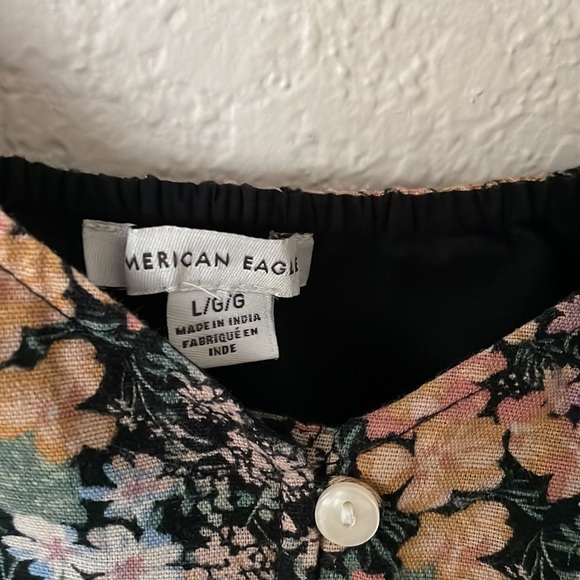 MERICAN EAGLE
L/G/G
MADE IN INDIA
FABRIQUÉ EN
INDE